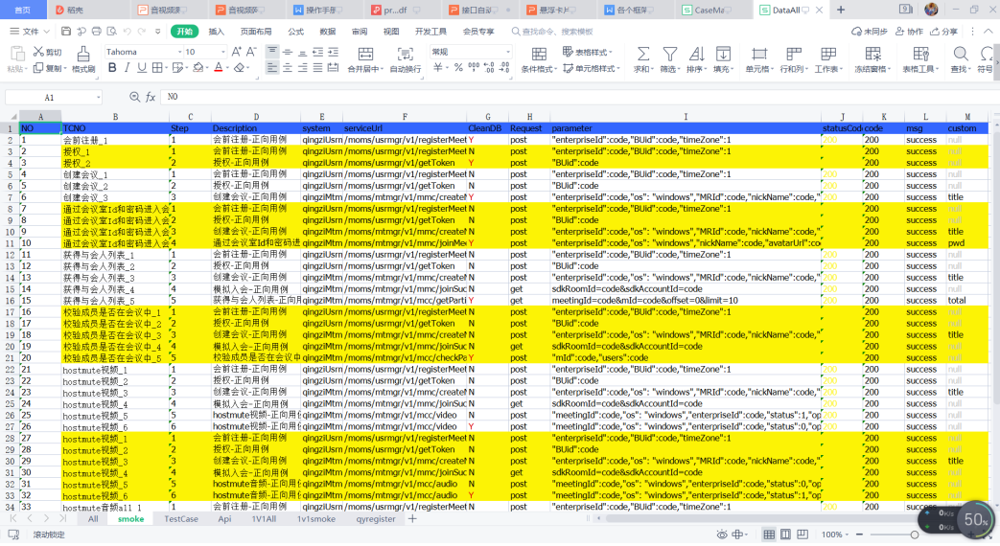 首页 稻壳 音视频 音视频 操作手册 pr...df 接口自 悬浮卡片 各个框架 CaseMa DataAll
文件 开始 插入 页面布局 公式 数据 审阅 视图 开发工具 会员专享 查找命令、搜索模板 未同步 协作 分享
粘贴 剪切 复制 格式刷 Tahoma 10 B I U A 合并居中 自动换行 常规 条件格式 表格样式 单元格样式 求和 筛选 排序 填充 单元格 行和列 工作表 冻结窗格 表格工具 查找 符号
A1 fx NO
A B C D E F G H I J K L M
1 NO TCNO Step Description system serviceUrl CleanDB Request parameter statusCod code msg custom
2 1 会前注册_1 1 会前注册-正向用例 qingziUsrn /moms/usrmgr/v1/registerMeet Y post "enterpriseId":code,"BUid":code,"timeZone":1 200 200 success null
3 2 授权_1 1 会前注册-正向用例 qingziUsrn /moms/usrmgr/v1/registerMeet N post "enterpriseId":code,"BUid":code,"timeZone":1 200 success null
4 3 授权_2 2 授权-正向用例 qingziUsrn /moms/usrmgr/v1/getToken Y post "BUid":code 200 success null
5 4 创建会议_1 1 会前注册-正向用例 qingziUsrn /moms/usrmgr/v1/registerMeet N post "enterpriseId":code,"BUid":code,"timeZone":1 200 200 success null
6 5 创建会议_2 2 授权-正向用例 qingziUsrn /moms/usrmgr/v1/getToken N post "BUid":code 200 200 success null
7 6 创建会议_3 3 创建会议-正向用例 qingziMtm /moms/mtmgr/v1/mmc/createM Y post "enterpriseId":code,"os": "windows","MRId":code,"nickName":code," 200 200 success title
8 7 通过会议室Id和密码进入会 1 会前注册-正向用例 qingziUsrn /moms/usrmgr/v1/registerMeet N post "enterpriseId":code,"BUid":code,"timeZone":1 200 success null
9 8 通过会议室Id和密码进入会 2 授权-正向用例 qingziUsrn /moms/usrmgr/v1/getToken N post "BUid":code 200 success null
10 9 通过会议室Id和密码进入会 3 创建会议-正向用例 qingziMtm /moms/mtmgr/v1/mmc/createM N post "enterpriseId":code,"os": "windows","MRId":code,"nickName":code," 200 success title
11 10 通过会议室Id和密码进入会 4 通过会议室Id和密码进 qingziMtm /moms/mtmgr/v1/mmc/joinMe Y post "enterpriseId":code,"os": "windows","nickName":code,"avatarUrl":co 200 success pwd
12 11 获得与会人列表_1 1 会前注册-正向用例 qingziUsrn /moms/usrmgr/v1/registerMeet N post "enterpriseId":code,"BUid":code,"timeZone":1 200 200 success null
13 12 获得与会人列表_2 2 授权-正向用例 qingziUsrn /moms/usrmgr/v1/getToken N post "BUid":code 200 200 success null
14 13 获得与会人列表_3 3 创建会议-正向用例 qingziMtm /moms/mtmgr/v1/mmc/createM N post "enterpriseId":code,"os": "windows","MRId":code,"nickName":code," 200 200 success title
15 14 获得与会人列表_4 4 模拟入会-正向用例 qingziMtm /moms/mtmgr/v1/mcc/joinSuc N get sdkRoomId=code&sdkAccountId=code 200 200 success null
16 15 获得与会人列表_5 5 获得与会人列表-正向用 qingziMtm /moms/mtmgr/v1/mcc/getParti Y get meetingId=code&mId=code&offset=0&limit=10 200 200 success total
17 16 校验成员是否在会议中_1 1 会前注册-正向用例 qingziUsrn /moms/usrmgr/v1/registerMeet N post "enterpriseId":code,"BUid":code,"timeZone":1 200 success null
18 17 校验成员是否在会议中_2 2 授权-正向用例 qingziUsrn /moms/usrmgr/v1/getToken N post "BUid":code 200 success null
19 18 校验成员是否在会议中_3 3 创建会议-正向用例 qingziMtm /moms/mtmgr/v1/mmc/createM N post "enterpriseId":code,"os": "windows","MRId":code,"nickName":code," 200 success title
20 19 校验成员是否在会议中_4 4 模拟入会-正向用例 qingziMtm /moms/mtmgr/v1/mcc/joinSuc N get sdkRoomId=code&sdkAccountId=code 200 success null
21 20 校验成员是否在会议中_5 5 校验成员是否在会议中 qingziMtm /moms/mtmgr/v1/mcc/checkPa Y post "mId":code,"users":code 200 success null
22 21 hostmute视频_1 1 会前注册-正向用例 qingziUsrn /moms/usrmgr/v1/registerMeet N post "enterpriseId":code,"BUid":code,"timeZone":1 200 200 success null
23 22 hostmute视频_2 2 授权-正向用例 qingziUsrn /moms/usrmgr/v1/getToken N post "BUid":code 200 200 success null
24 23 hostmute视频_3 3 创建会议-正向用例 qingziMtm /moms/mtmgr/v1/mmc/createM N post "enterpriseId":code,"os": "windows","MRId":code,"nickName":code," 200 200 success title
25 24 hostmute视频_4 4 模拟入会-正向用例 qingziMtm /moms/mtmgr/v1/mcc/joinSuc N get sdkRoomId=code&sdkAccountId=code 200 200 success null
26 25 hostmute视频_5 5 hostmute视频-正向用 qingziMtm /moms/mtmgr/v1/mcc/video N post "meetingId":code,"os": "windows","enterpriseId":code,"status":1,"op 200 200 success null
27 26 hostmute视频_6 6 hostmute视频-正向用 qingziMtm /moms/mtmgr/v1/mcc/video Y post "meetingId":code,"os": "windows","enterpriseId":code,"status":0,"op 200 200 success null
28 27 hostmute视频_1 1 会前注册-正向用例 qingziUsrn /moms/usrmgr/v1/registerMeet N post "enterpriseId":code,"BUid":code,"timeZone":1 200 success null
29 28 hostmute视频_2 2 授权-正向用例 qingziUsrn /moms/usrmgr/v1/getToken N post "BUid":code 200 success null
30 29 hostmute视频_3 3 创建会议-正向用例 qingziMtm /moms/mtmgr/v1/mmc/createM N post "enterpriseId":code,"os": "windows","MRId":code,"nickName":code," 200 success title
31 30 hostmute视频_4 4 模拟入会-正向用例 qingziMtm /moms/mtmgr/v1/mcc/joinSuc N get sdkRoomId=code&sdkAccountId=code 200 success null
32 31 hostmute视频_5 5 hostmute音频-正向用 qingziMtm /moms/mtmgr/v1/mcc/audio N post "meetingId":code,"os": "windows","enterpriseId":code,"status":0,"op 200 success null
33 32 hostmute视频_6 6 hostmute音频-正向用 qingziMtm /moms/mtmgr/v1/mcc/audio Y post "meetingId":code,"os": "windows","enterpriseId":code,"status":1,"op 200 success null
34 33 hostmute音频all_1 1 会前注册-正向用例 qingziUsrn /moms/usrmgr/v1/registerMeet N post "enterpriseId":code,"BUid":code,"timeZone":1 200 200 success null
All smoke TestCase Api 1V1All 1v1smoke qyregister
滚动锁定 100% 0K/s 0K/s 50%